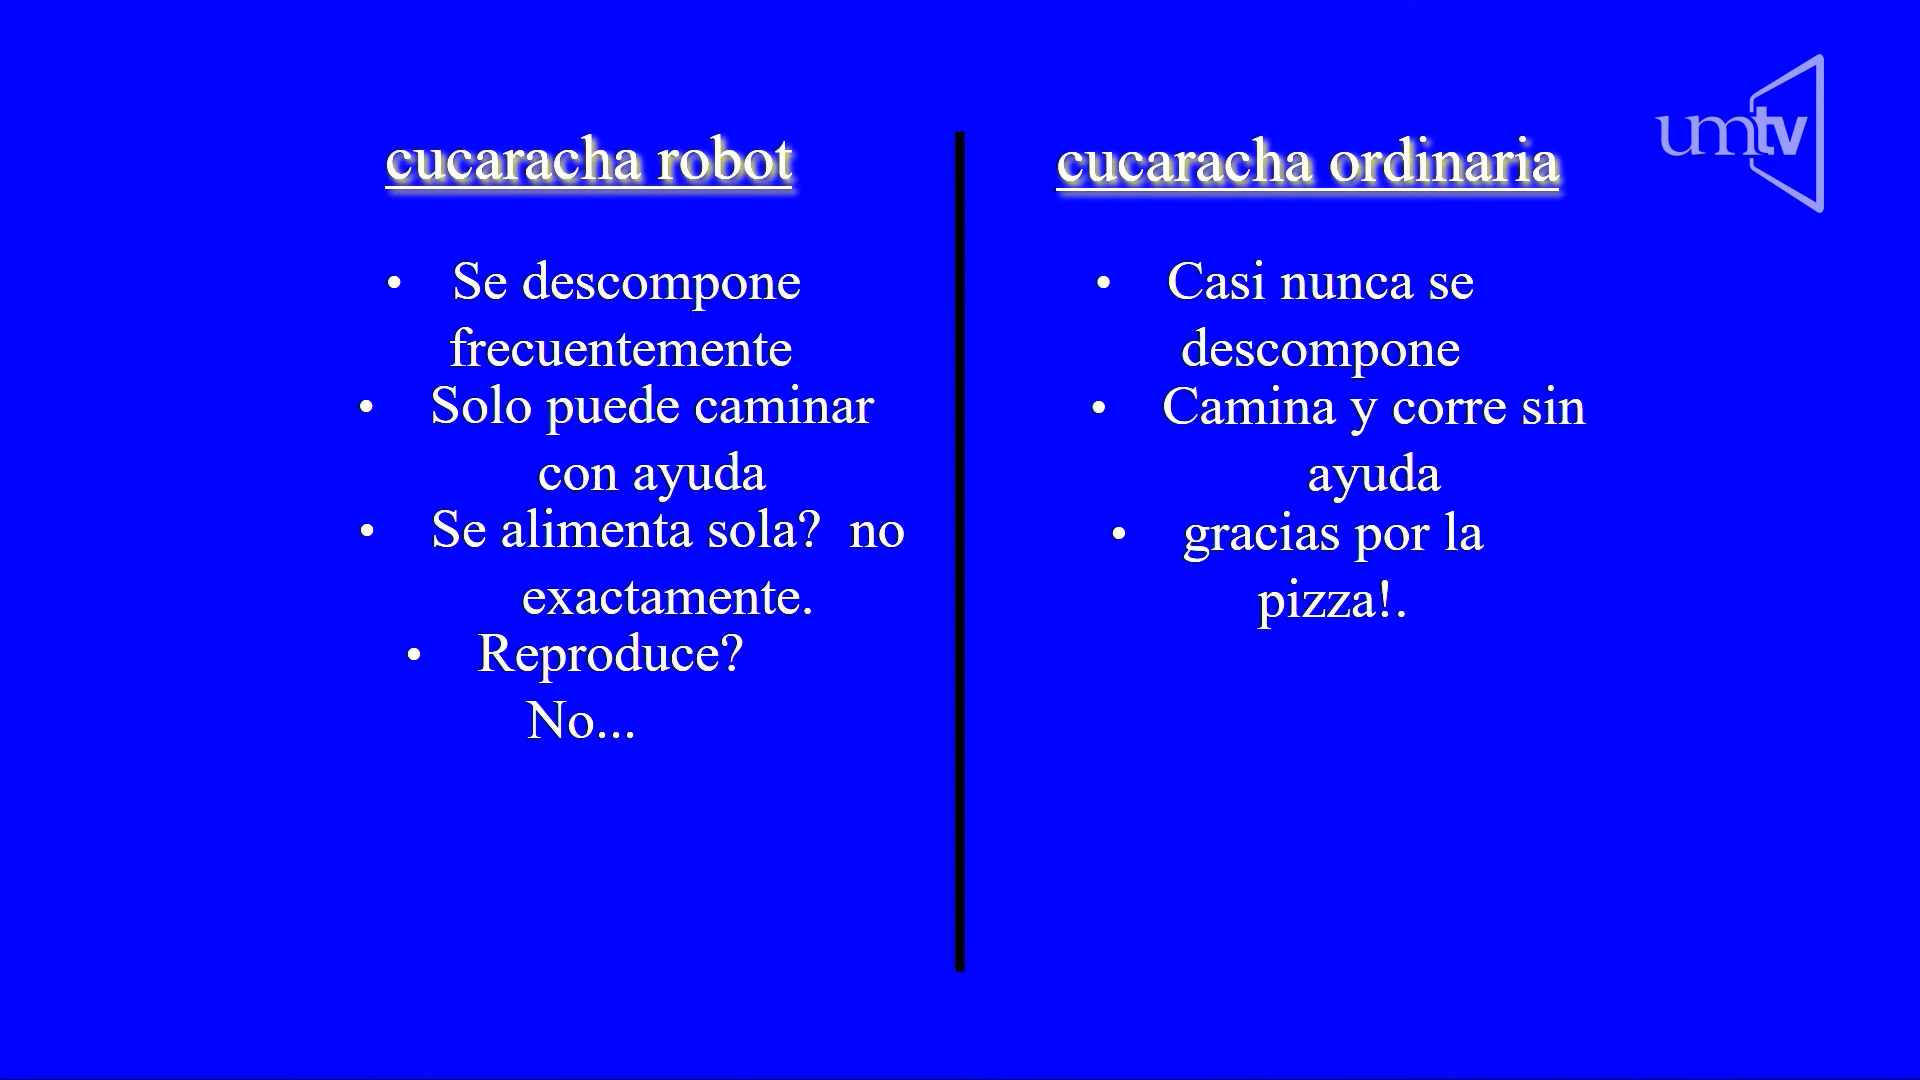 cucaracha robot
• Se descompone
frecuentemente
• Solo puede caminar
con ayuda
• Se alimenta sola?  no
exactamente.
• Reproduce?
No...
cucaracha ordinaria
• Casi nunca se
descompone
• Camina y corre sin
ayuda
• gracias por la
pizza!.
umtv